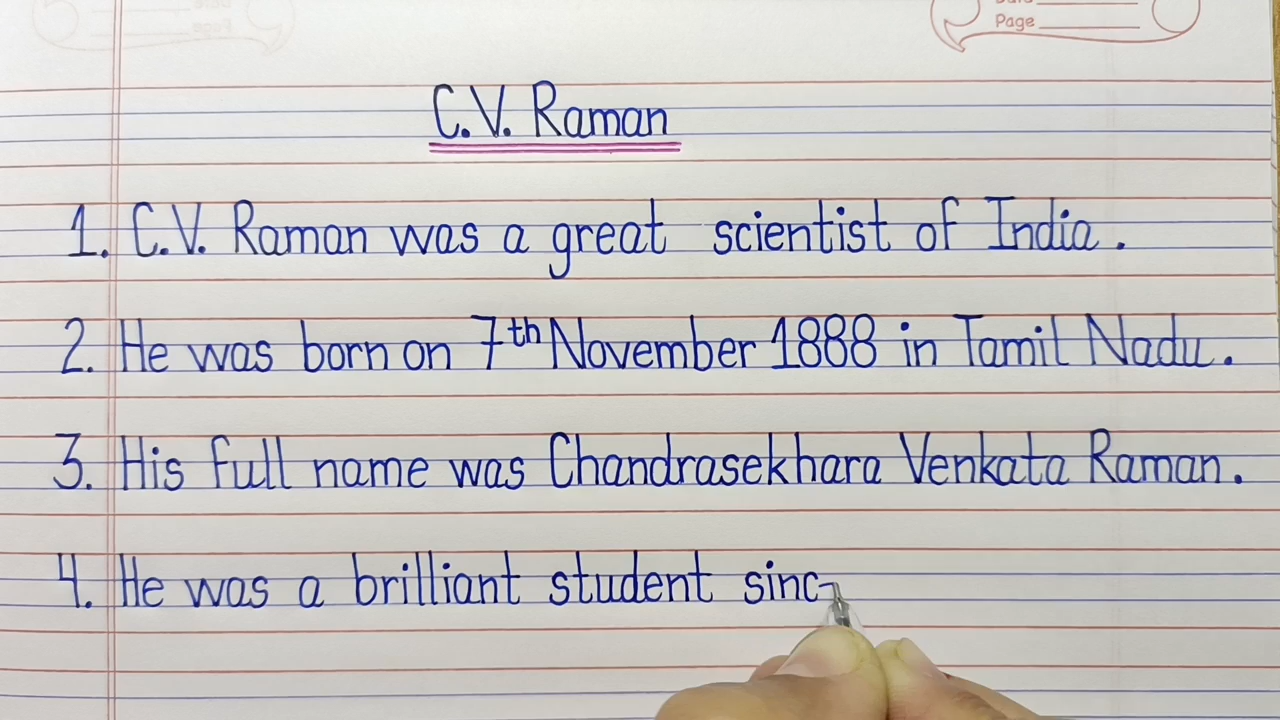 Page
C.V. Raman
1. C.V. Raman was a great scientist of India.
2. He was born on 7th November 1888 in Tamil Nadu.
3. His full name was Chandrasekhara Venkata Raman.
4. He was a brilliant student sinc